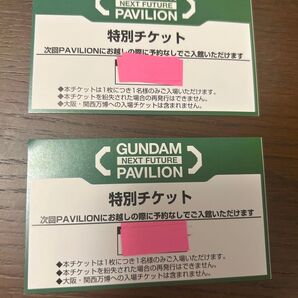 NEXT FUTURE
PAVILION
特別チケット
次回PAVILIONにお越しの際に予約なしでご入館いただけます
◆本チケットは1枚につき1名様のみご入場いただけます。
◆本チケットを紛失された場合の再発行はできません。
◆大阪・関西万博への入場チケットは含まれません。
GUNDAM
NEXT FUTURE
PAVILION
特別チケット
次回PAVILIONにお越しの際に予約なしでご入館いただけます
◆本チケットは1枚につき1名様のみご入場いただけます。
◆本チケットを紛失された場合の再発行はできません。
◆大阪・関西万博への入場チケットは含まれません。